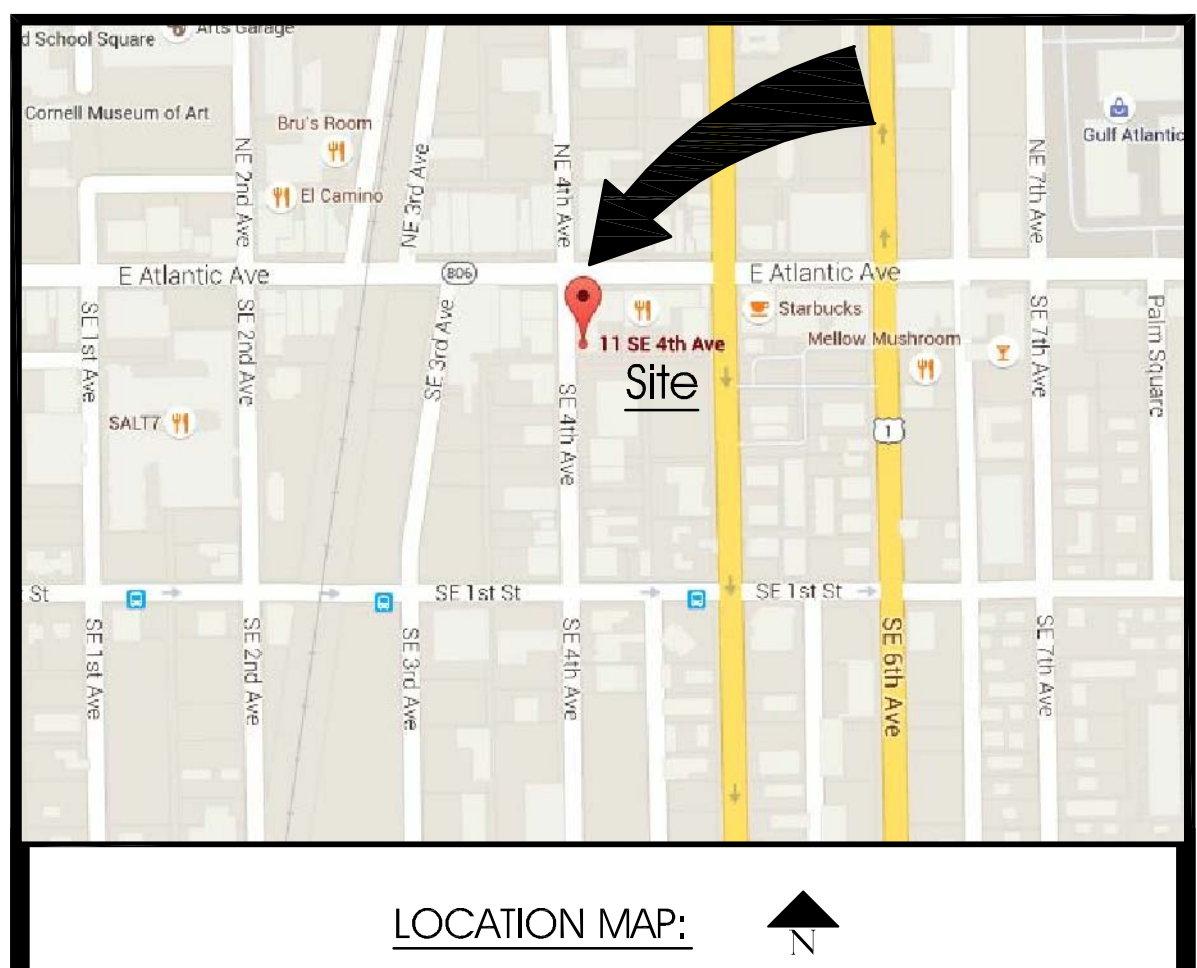 d School Square
Arts Garage
Cornell Museum of Art
Bru's Room
El Camino
NE 2nd Ave
NE 3rd Ave
NE 4th Ave
NE 7th Ave
Gulf Atlantic
E Atlantic Ave
806
E Atlantic Ave
SE 1st Ave
SE 2nd Ave
SE 3rd Ave
11 SE 4th Ave
Site
Starbucks
Mellow Mushroom
SE 7th Ave
Palm Square
SALT7
SE 4th Ave
1
St
SE 1st St
SE 1st St
SE 1st Ave
SE 2nd Ave
SE 3rd Ave
SE 4th Ave
SE 6th Ave
SE 7th Ave
LOCATION MAP:
N